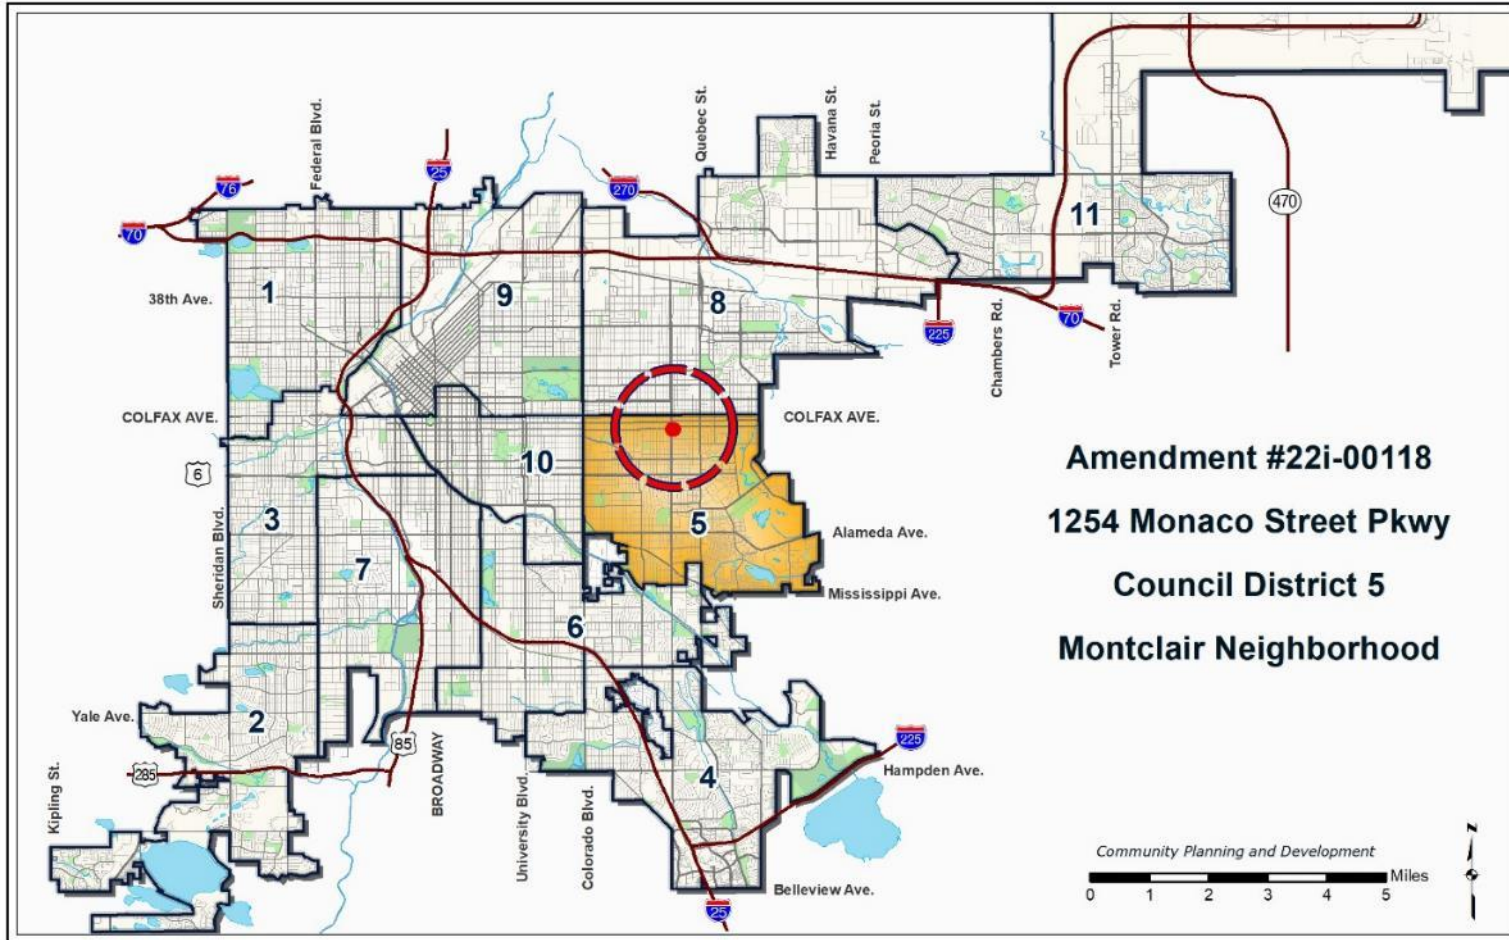 Federal Blvd.
Quebec St.
Havana St.
Peoria St.
76
25
270
70
470
11
38th Ave.
1
9
8
225
Chambers Rd.
70
Tower Rd.
COLFAX AVE.
COLFAX AVE.
6
10
Amendment #22i-00118
1254 Monaco Street Pkwy
Council District 5
Montclair Neighborhood
Sheridan Blvd.
3
5
Alameda Ave.
7
Mississippi Ave.
6
Yale Ave.
2
85
BROADWAY
225
285
Hampden Ave.
4
Kipling St.
University Blvd.
Colorado Blvd.
Belleview Ave.
25
Community Planning and Development
Miles
0 1 2 3 4 5
N